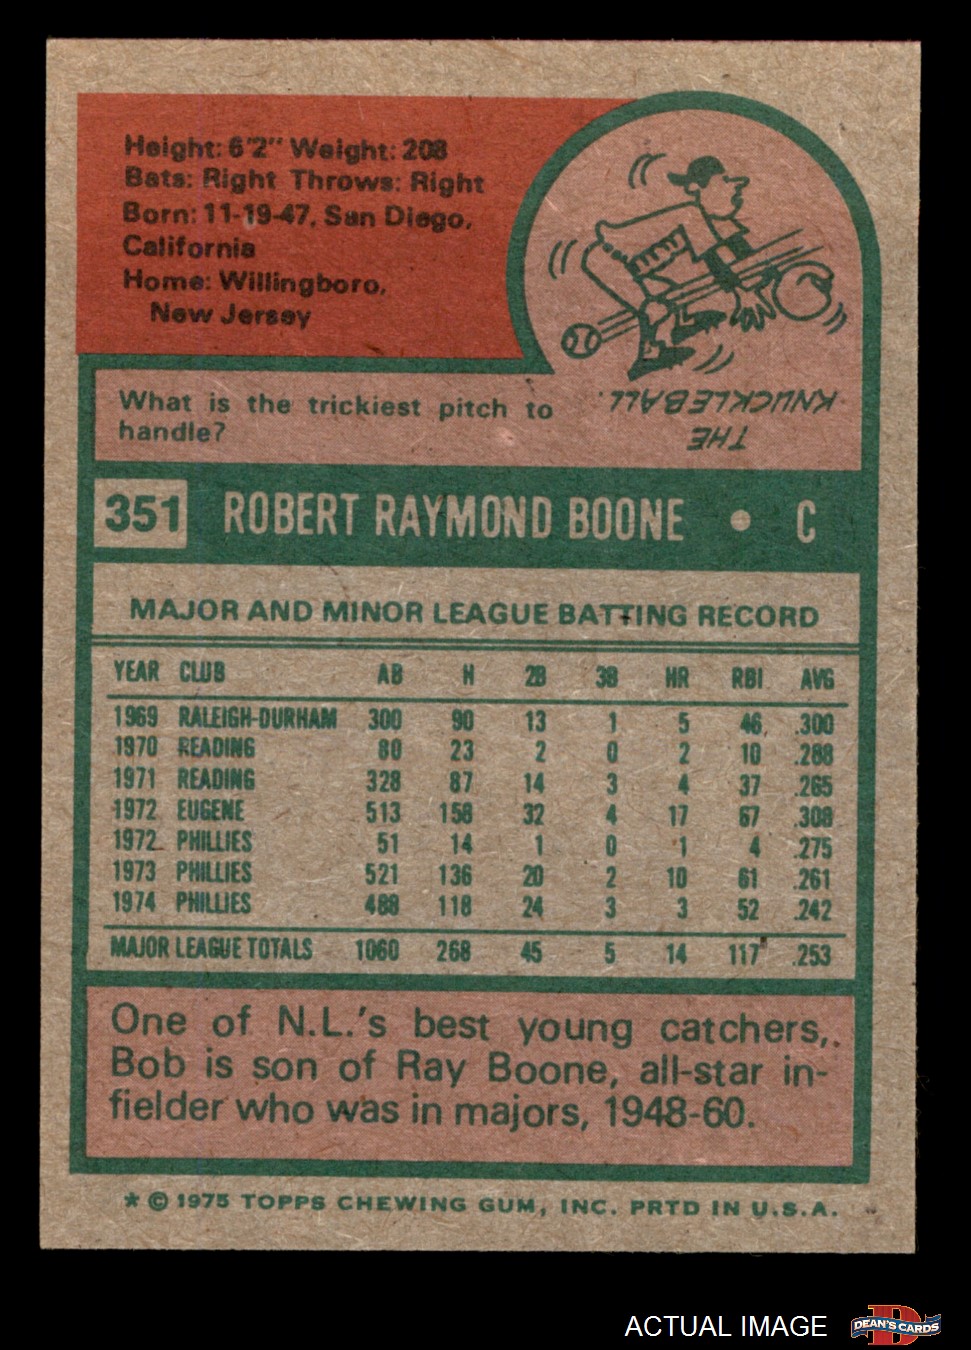 Height: 6'2" Weight: 208
Bats: Right Throws: Right
Born: 11-19-47, San Diego,
California
Home: Willingboro,
New Jersey
What is the trickiest pitch to
handle?
THE
KNUCKLEBALL.
351 ROBERT RAYMOND BOONE • C
MAJOR AND MINOR LEAGUE BATTING RECORD
YEAR CLUB AB H 2B 3B HR RBI AVG
1969 RALEIGH-DURHAM 300 90 13 1 5 46 .300
1970 READING 80 23 2 0 2 10 .288
1971 READING 328 87 14 3 4 37 .265
1972 EUGENE 513 158 32 4 17 67 .308
1972 PHILLIES 51 14 1 0 1 4 .275
1973 PHILLIES 521 136 20 2 10 61 .261
1974 PHILLIES 488 118 24 3 3 52 .242
MAJOR LEAGUE TOTALS 1060 268 45 5 14 117 .253
One of N.L.'s best young catchers,
Bob is son of Ray Boone, all-star in-
fielder who was in majors, 1948-60.
* © 1975 TOPPS CHEWING GUM, INC. PRTD IN U.S.A.
ACTUAL IMAGE
D
DEAN'S CARDS